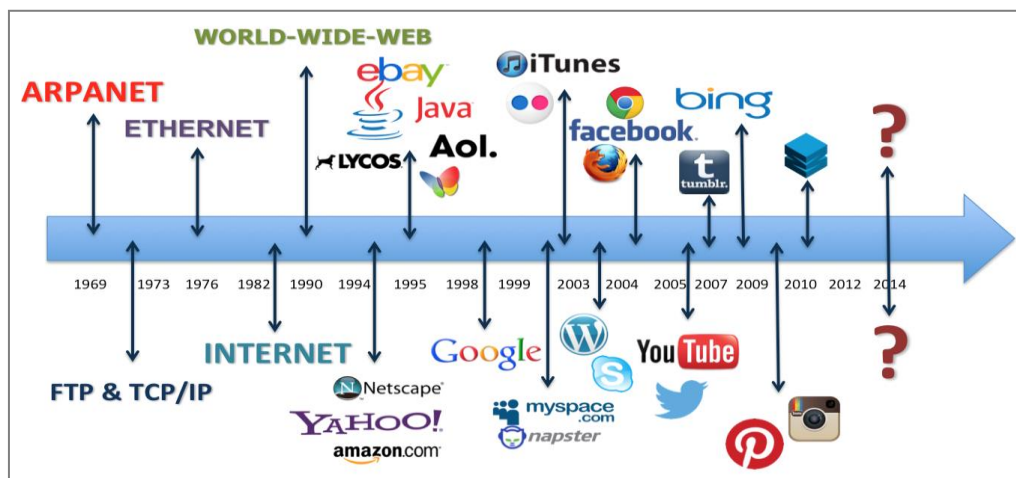 WORLD-WIDE-WEB
ebay
iTunes
ARPANET
Java
bing
?
ETHERNET
facebook
LYCOS
Aol.
t
tumblr.
1969 1973 1976 1982 1990 1994 1995 1998 1999 2003 2004 2005 2007 2009 2010 2012 2014
INTERNET
Google
W
S
YouTube
?
FTP & TCP/IP
N Netscape
YAHOO!
amazon.com
myspace
.com
napster
P